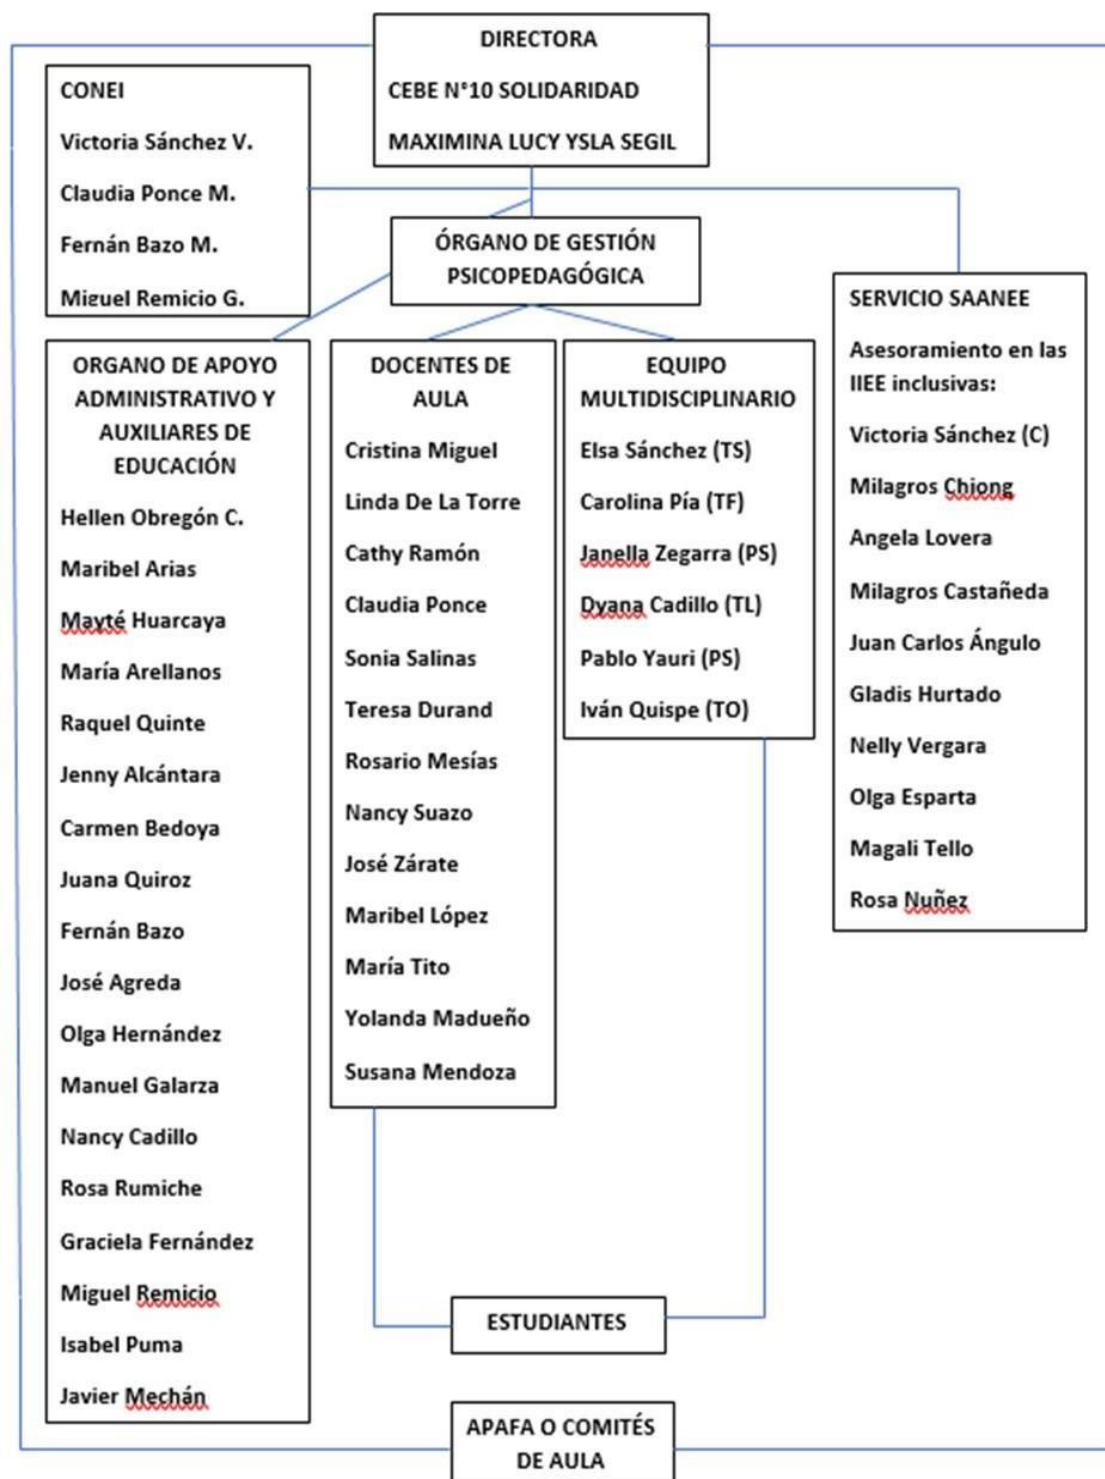 DIRECTORA
CEBE N°10 SOLIDARIDAD
MAXIMINA LUCY YSLA SEGIL
CONEI
Victoria Sánchez V.
Claudia Ponce M.
Fernán Bazo M.
Miguel Remicio G.
ÓRGANO DE GESTIÓN
PSICOPEDAGÓGICA
ORGANO DE APOYO
ADMINISTRATIVO Y
AUXILIARES DE
EDUCACIÓN
Hellen Obregón C.
Maribel Arias
Mayté Huarcaya
María Arellanos
Raquel Quinte
Jenny Alcántara
Carmen Bedoya
Juana Quiroz
Fernán Bazo
José Agreda
Olga Hernández
Manuel Galarza
Nancy Cadillo
Rosa Rumiche
Graciela Fernández
Miguel Remicio
Isabel Puma
Javier Mechán
DOCENTES DE
AULA
Cristina Miguel
Linda De La Torre
Cathy Ramón
Claudia Ponce
Sonia Salinas
Teresa Durand
Rosario Mesías
Nancy Suazo
José Zárate
Maribel López
María Tito
Yolanda Madueño
Susana Mendoza
EQUIPO
MULTIDISCIPLINARIO
Elsa Sánchez (TS)
Carolina Pía (TF)
Janella Zegarra (PS)
Dyana Cadillo (TL)
Pablo Yauri (PS)
Iván Quispe (TO)
SERVICIO SAANEE
Asesoramiento en las
IIEE inclusivas:
Victoria Sánchez (C)
Milagros Chiong
Angela Lovera
Milagros Castañeda
Juan Carlos Ángulo
Gladis Hurtado
Nelly Vergara
Olga Esparta
Magali Tello
Rosa Nuñez
ESTUDIANTES
APAFA O COMITÉS
DE AULA